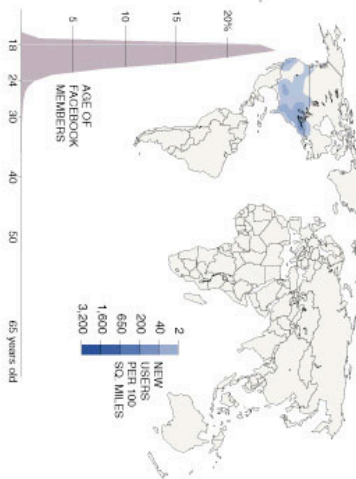 20%
15
10
5
AGE OF
FACEBOOK
MEMBERS
18
24
30
40
50
65 years old
NEW
USERS
PER 100
SQ. MILES
2
40
200
650
1,600
3,200